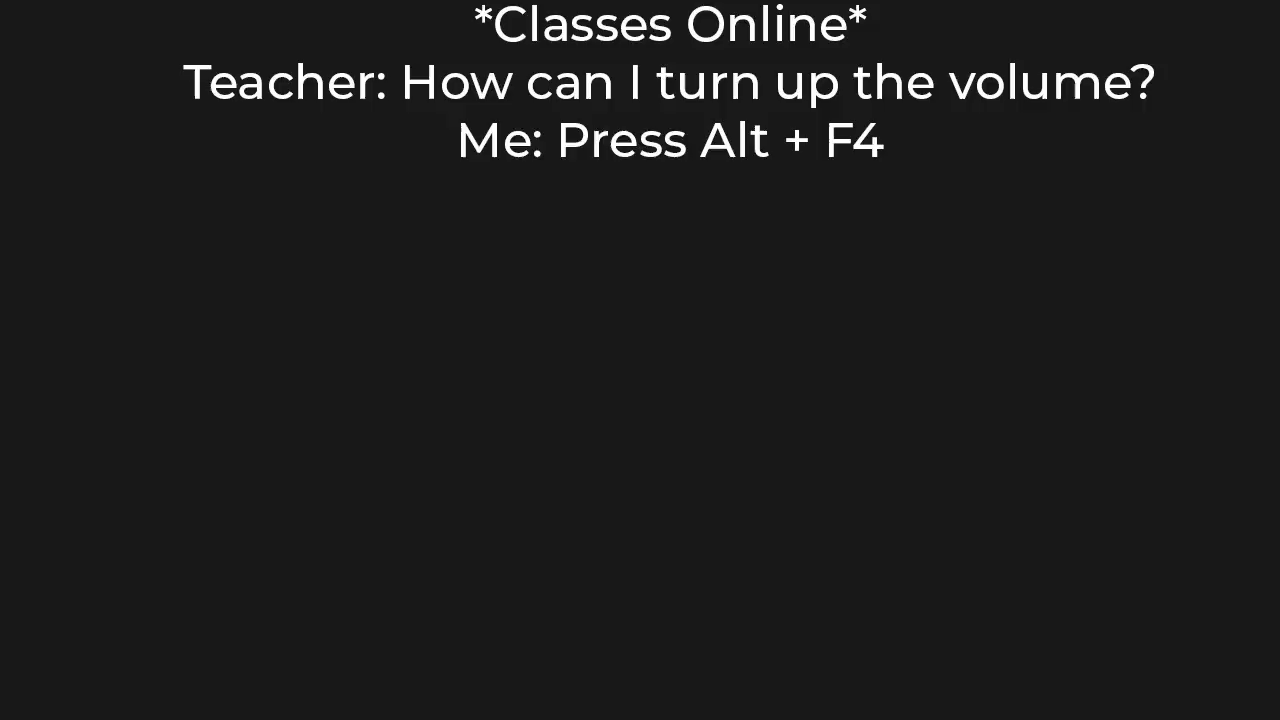 *Classes Online*
Teacher: How can I turn up the volume?
Me: Press Alt + F4